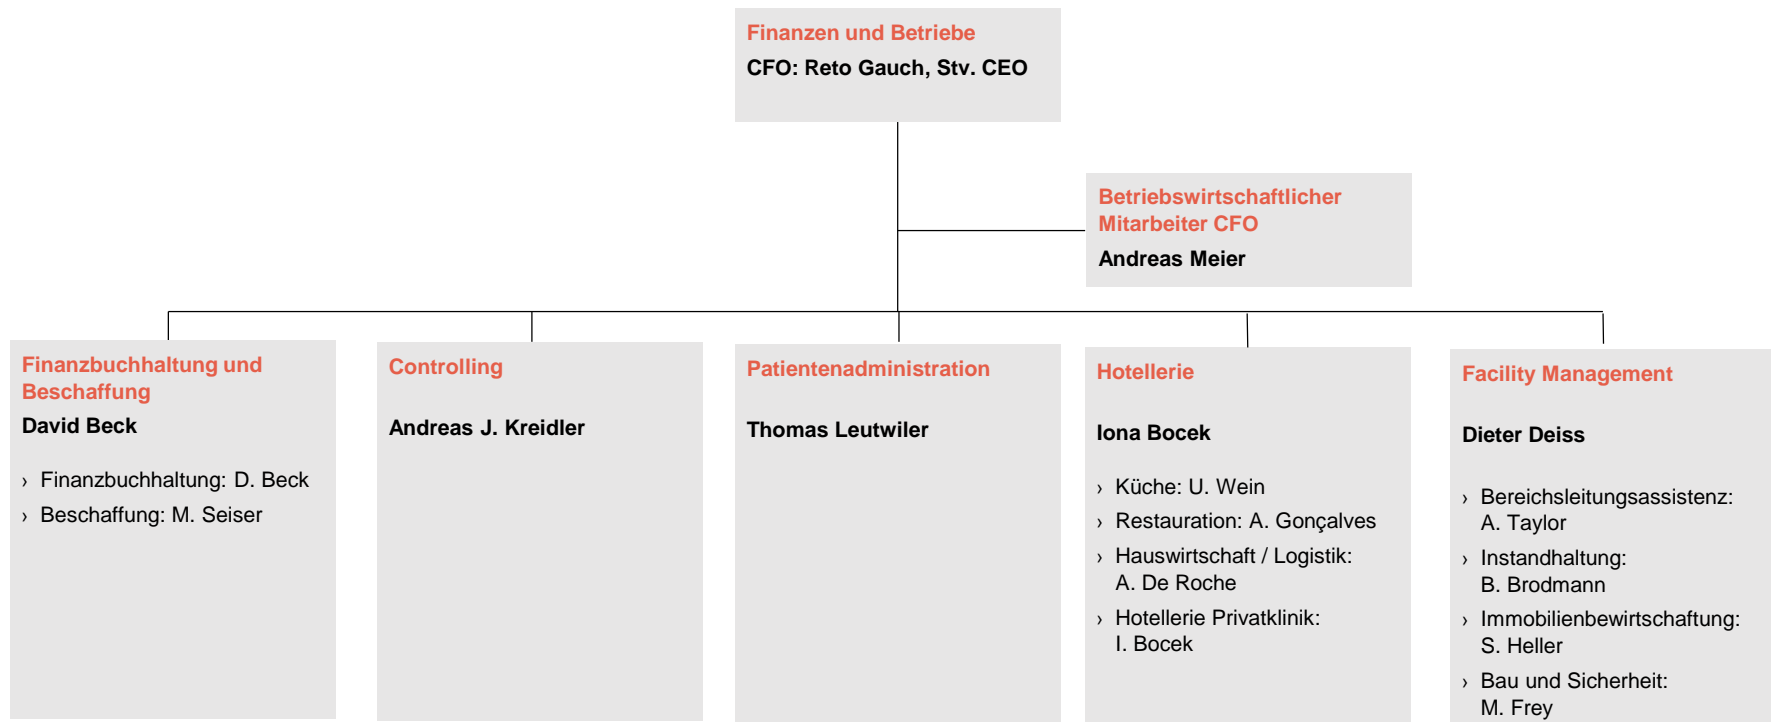 Finanzen und Betriebe
CFO: Reto Gauch, Stv. CEO
Betriebswirtschaftlicher
Mitarbeiter CFO
Andreas Meier
Finanzbuchhaltung und
Beschaffung
David Beck
› Finanzbuchhaltung: D. Beck
› Beschaffung: M. Seiser
Controlling
Andreas J. Kreidler
Patientenadministration
Thomas Leutwiler
Hotellerie
Iona Bocek
› Küche: U. Wein
› Restauration: A. Gonçalves
› Hauswirtschaft / Logistik:
A. De Roche
› Hotellerie Privatklinik:
I. Bocek
Facility Management
Dieter Deiss
› Bereichsleitungsassistenz:
A. Taylor
› Instandhaltung:
B. Brodmann
› Immobilienbewirtschaftung:
S. Heller
› Bau und Sicherheit:
M. Frey